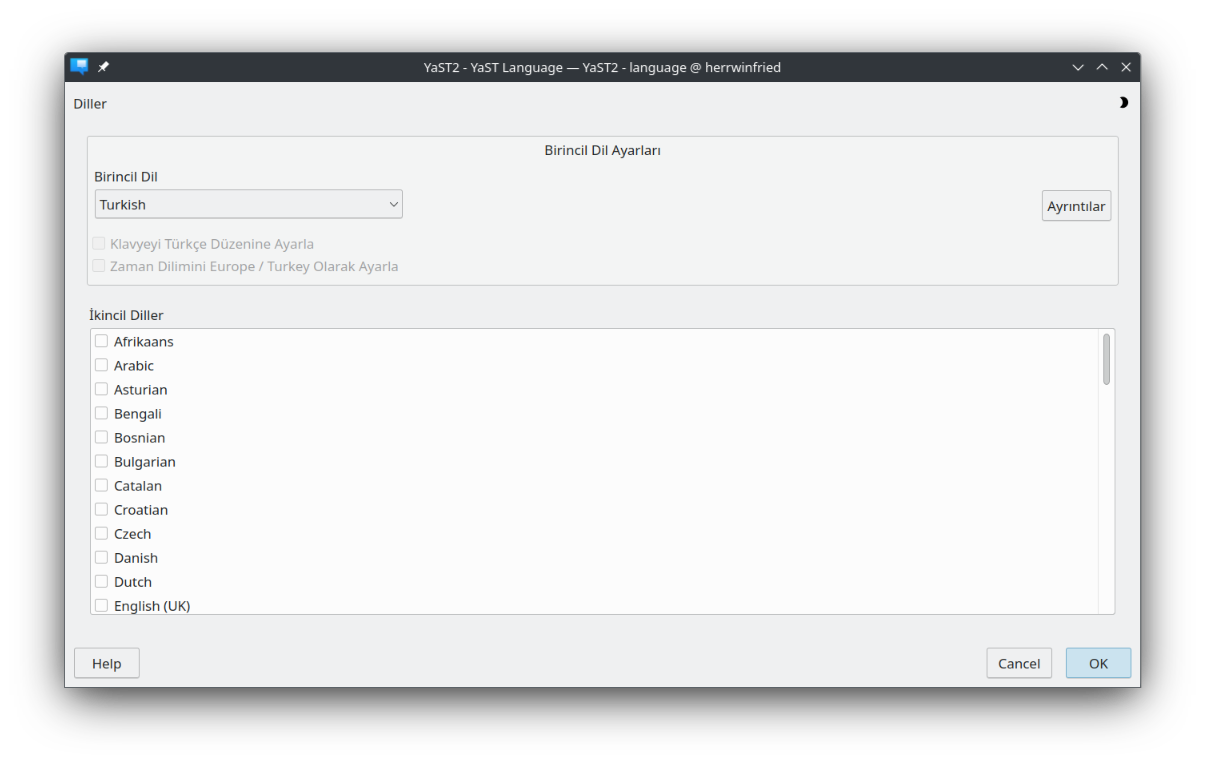 YaST2 - YaST Language — YaST2 - language @ herrwinfried
Diller
Birincil Dil Ayarları
Birincil Dil
Turkish
Ayrıntılar
Klavyeyi Türkçe Düzenine Ayarla
Zaman Dilimini Europe / Turkey Olarak Ayarla
İkincil Diller
Afrikaans
Arabic
Asturian
Bengali
Bosnian
Bulgarian
Catalan
Croatian
Czech
Danish
Dutch
English (UK)
Help
Cancel
OK